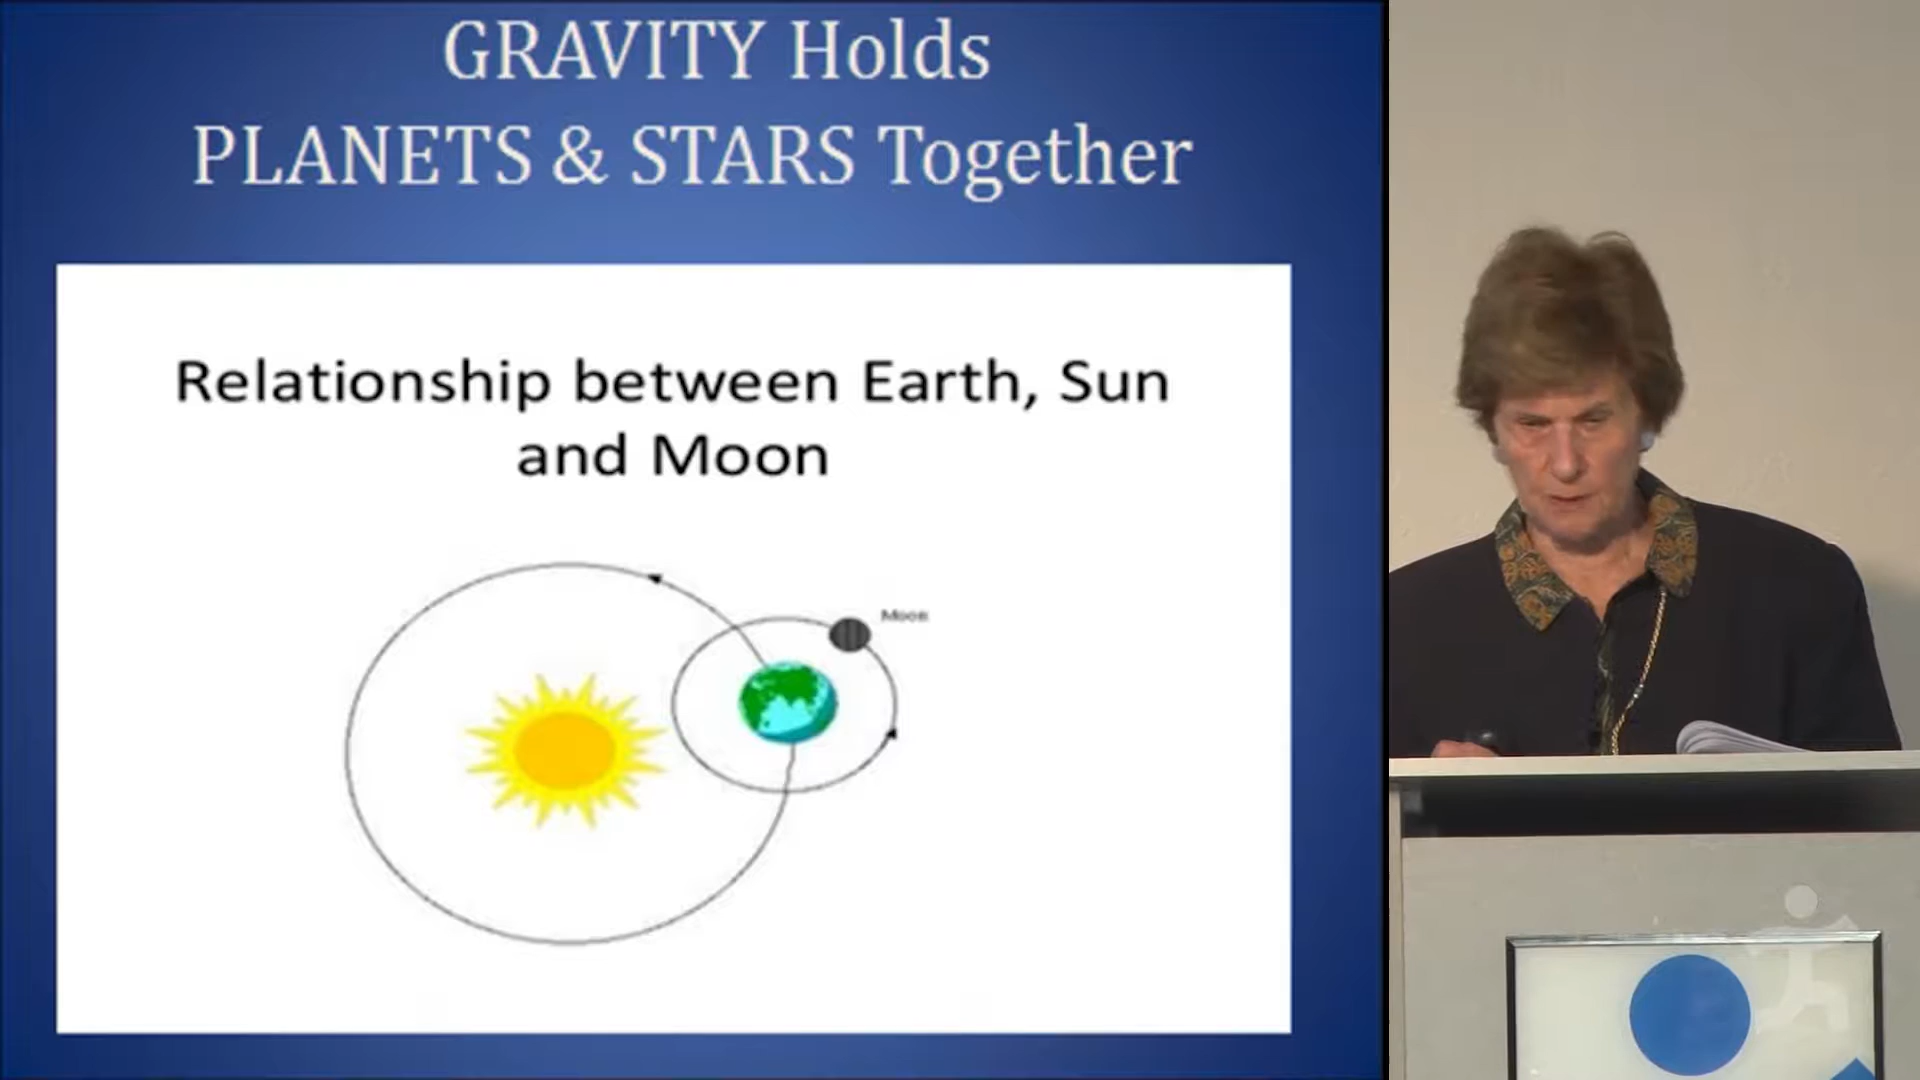 GRAVITY Holds
PLANETS & STARS Together
Relationship between Earth, Sun
and Moon
Moon